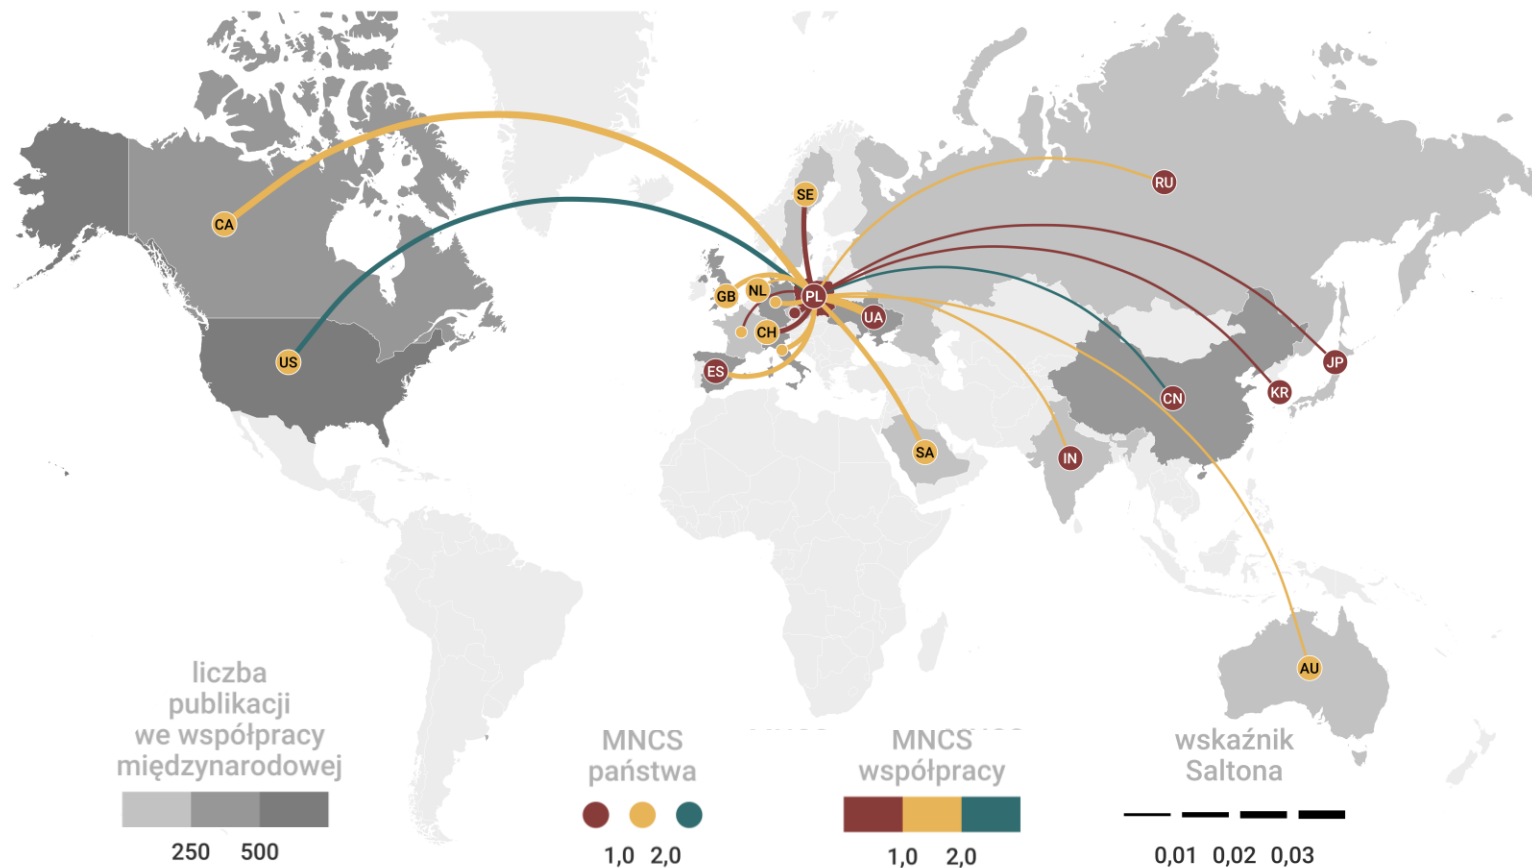 CA
US
SE
GB
NL
PL
UA
CH
ES
SA
RU
JP
KR
CN
IN
AU
liczba
publikacji
we współpracy
międzynarodowej
250 500
MNCS
państwa
1,0 2,0
MNCS
współpracy
1,0 2,0
wskaźnik
Saltona
0,01 0,02 0,03